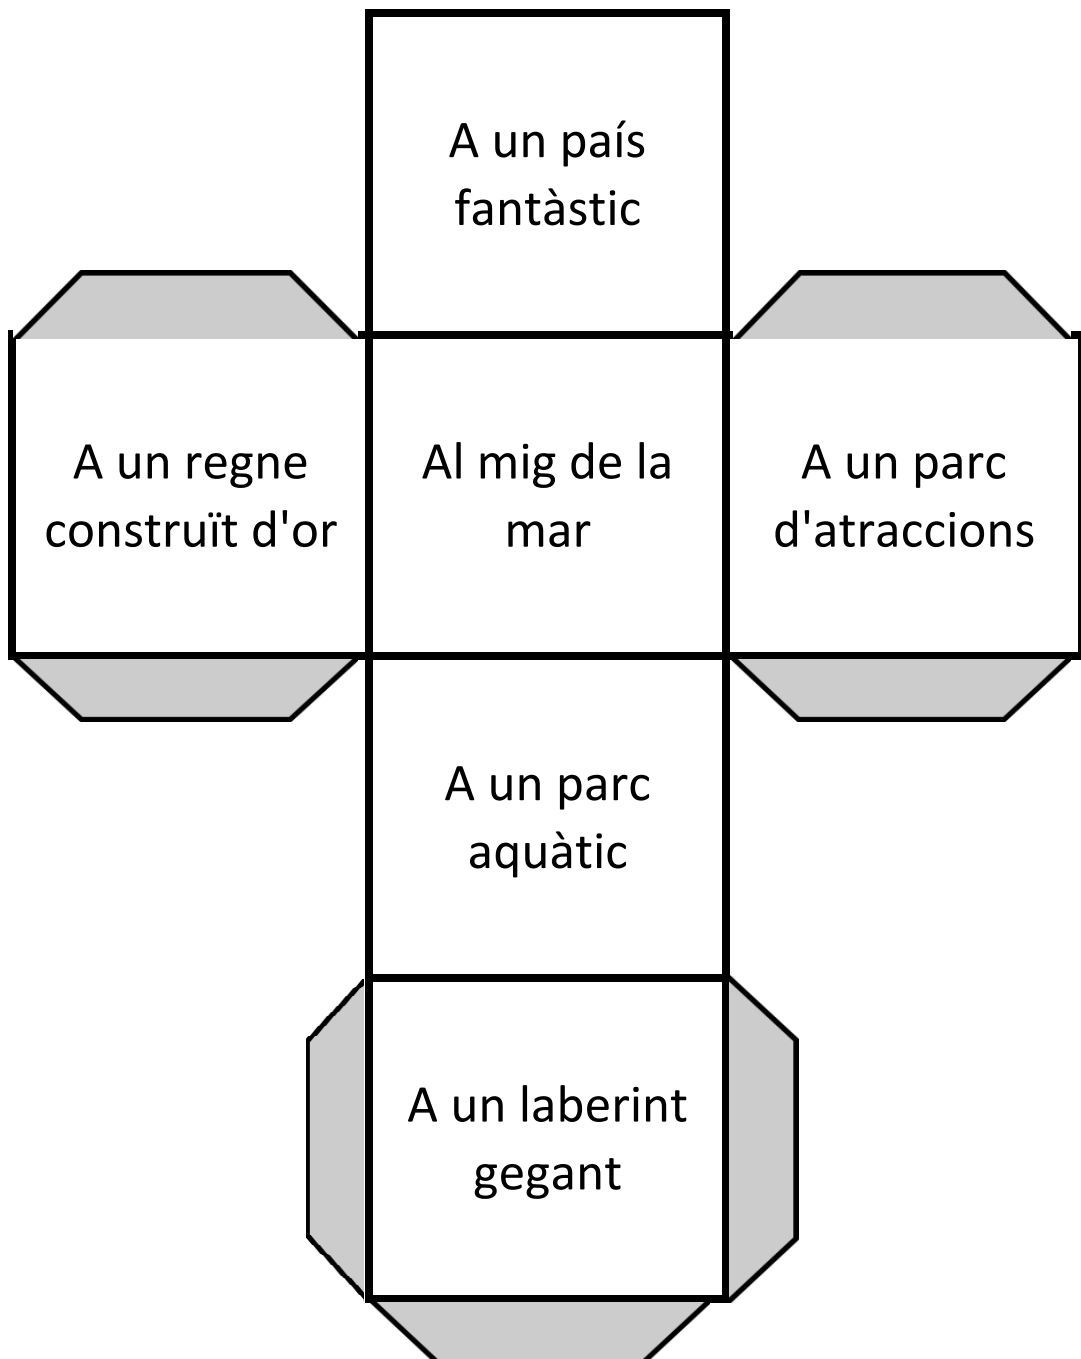 A un país
fantàstic
A un regne
construït d'or
Al mig de la
mar
A un parc
d'atraccions
A un parc
aquàtic
A un laberint
gegant